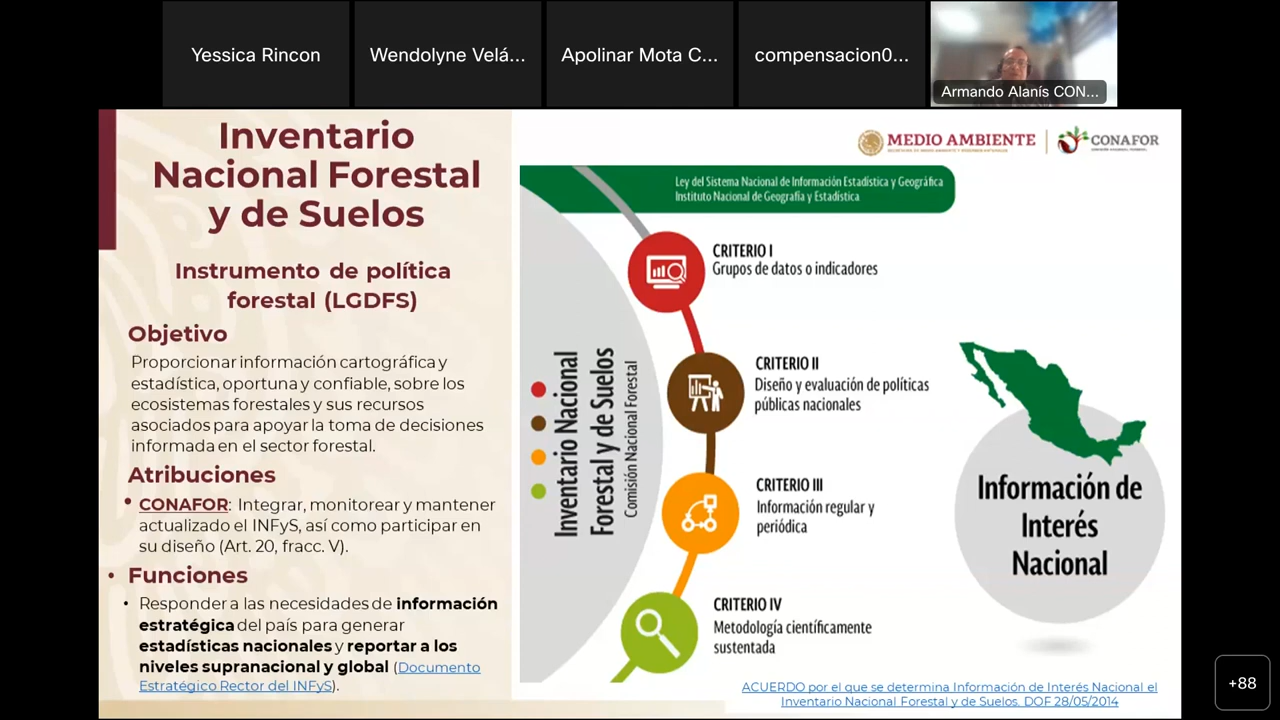 Yessica Rincon
Wendolyne Velá...
Apolinar Mota C...
compensacion0...
Armando Alanís CON...
Inventario
Nacional Forestal
y de Suelos
Instrumento de política
forestal (LGDFS)
Objetivo
Proporcionar información cartográfica y
estadística, oportuna y confiable, sobre los
ecosistemas forestales y sus recursos
asociados para apoyar la toma de decisiones
informada en el sector forestal.
Atribuciones
• CONAFOR: Integrar, monitorear y mantener
actualizado el INFyS, así como participar en
su diseño (Art. 20, fracc. V).
• Funciones
• Responder a las necesidades de información
estratégica del país para generar
estadísticas nacionales y reportar a los
niveles supranacional y global (Documento
Estratégico Rector del INFyS).
MEDIO AMBIENTE
CONAFOR
Ley del Sistema Nacional de Información Estadística y Geográfica
Instituto Nacional de Geografía y Estadística
Inventario Nacional
Forestal y de Suelos
Comisión Nacional Forestal
CRITERIO I
Grupos de datos o indicadores
CRITERIO II
Diseño y evaluación de políticas
públicas nacionales
CRITERIO III
Información regular y
periódica
CRITERIO IV
Metodología científicamente
sustentada
Información de
Interés
Nacional
ACUERDO por el que se determina Información de Interés Nacional el
Inventario Nacional Forestal y de Suelos. DOF 28/05/2014
+88